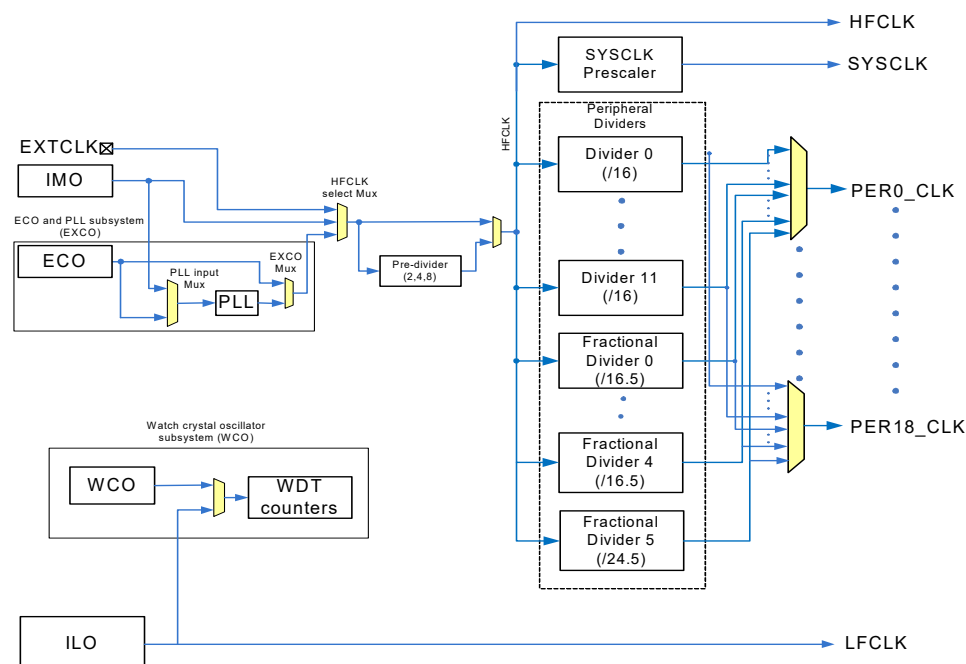 HFCLK
SYSCLK
Prescaler
SYSCLK
Peripheral
Dividers
HFCLK
EXTCLK
IMO
HFCLK
select Mux
Divider 0
(/16)
PER0_CLK
ECO and PLL subsystem
(EXCO)
ECO
PLL input
Mux
EXCO
Mux
PLL
Pre-divider
(2,4,8)
Divider 11
(/16)
Fractional
Divider 0
(/16.5)
PER18_CLK
Watch crystal oscillator
subsystem (WCO)
WCO
WDT
counters
Fractional
Divider 4
(/16.5)
Fractional
Divider 5
(/24.5)
ILO
LFCLK